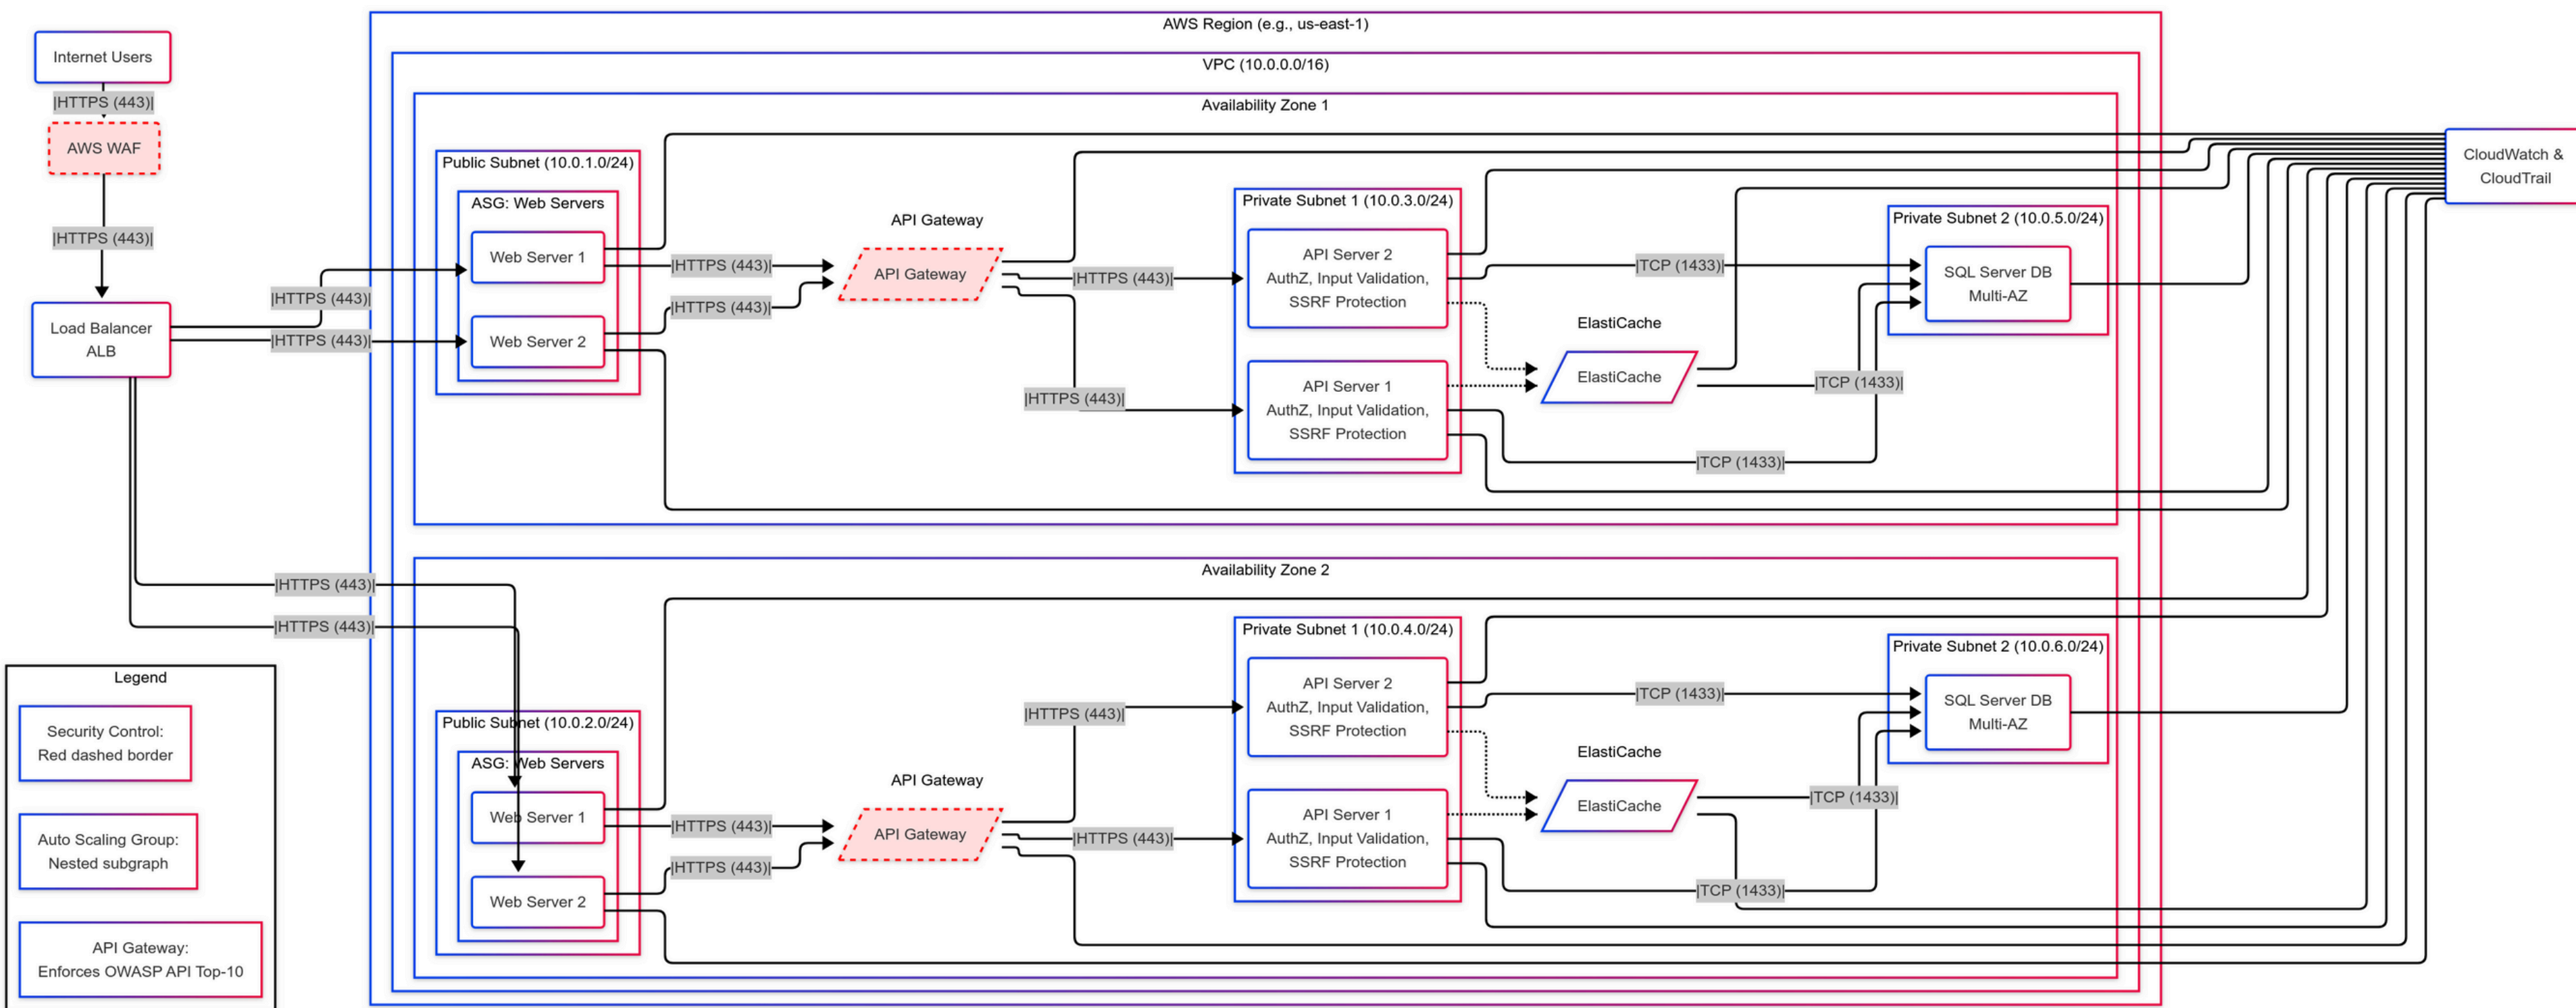 AWS Region (e.g., us-east-1)
VPC (10.0.0.0/16)
Internet Users
|HTTPS (443)|
AWS WAF
|HTTPS (443)|
Load Balancer
ALB
|HTTPS (443)|
|HTTPS (443)|
|HTTPS (443)|
|HTTPS (443)|
Availability Zone 1
Public Subnet (10.0.1.0/24)
ASG: Web Servers
Web Server 1
Web Server 2
|HTTPS (443)|
|HTTPS (443)|
API Gateway
API Gateway
|HTTPS (443)|
|HTTPS (443)|
Private Subnet 1 (10.0.3.0/24)
API Server 2
AuthZ, Input Validation,
SSRF Protection
API Server 1
AuthZ, Input Validation,
SSRF Protection
ElastiCache
ElastiCache
|TCP (1433)|
|TCP (1433)|
|TCP (1433)|
Private Subnet 2 (10.0.5.0/24)
SQL Server DB
Multi-AZ
CloudWatch &
CloudTrail
Availability Zone 2
Public Subnet (10.0.2.0/24)
ASG: Web Servers
Web Server 1
Web Server 2
|HTTPS (443)|
|HTTPS (443)|
API Gateway
API Gateway
|HTTPS (443)|
|HTTPS (443)|
Private Subnet 1 (10.0.4.0/24)
API Server 2
AuthZ, Input Validation,
SSRF Protection
API Server 1
AuthZ, Input Validation,
SSRF Protection
ElastiCache
ElastiCache
|TCP (1433)|
|TCP (1433)|
|TCP (1433)|
Private Subnet 2 (10.0.6.0/24)
SQL Server DB
Multi-AZ
Legend
Security Control:
Red dashed border
Auto Scaling Group:
Nested subgraph
API Gateway:
Enforces OWASP API Top-10